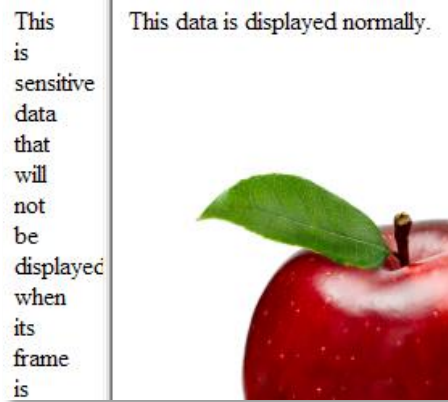 This
is
sensitive
data
that
will
not
be
displayed
when
its
frame
is
This data is displayed normally.